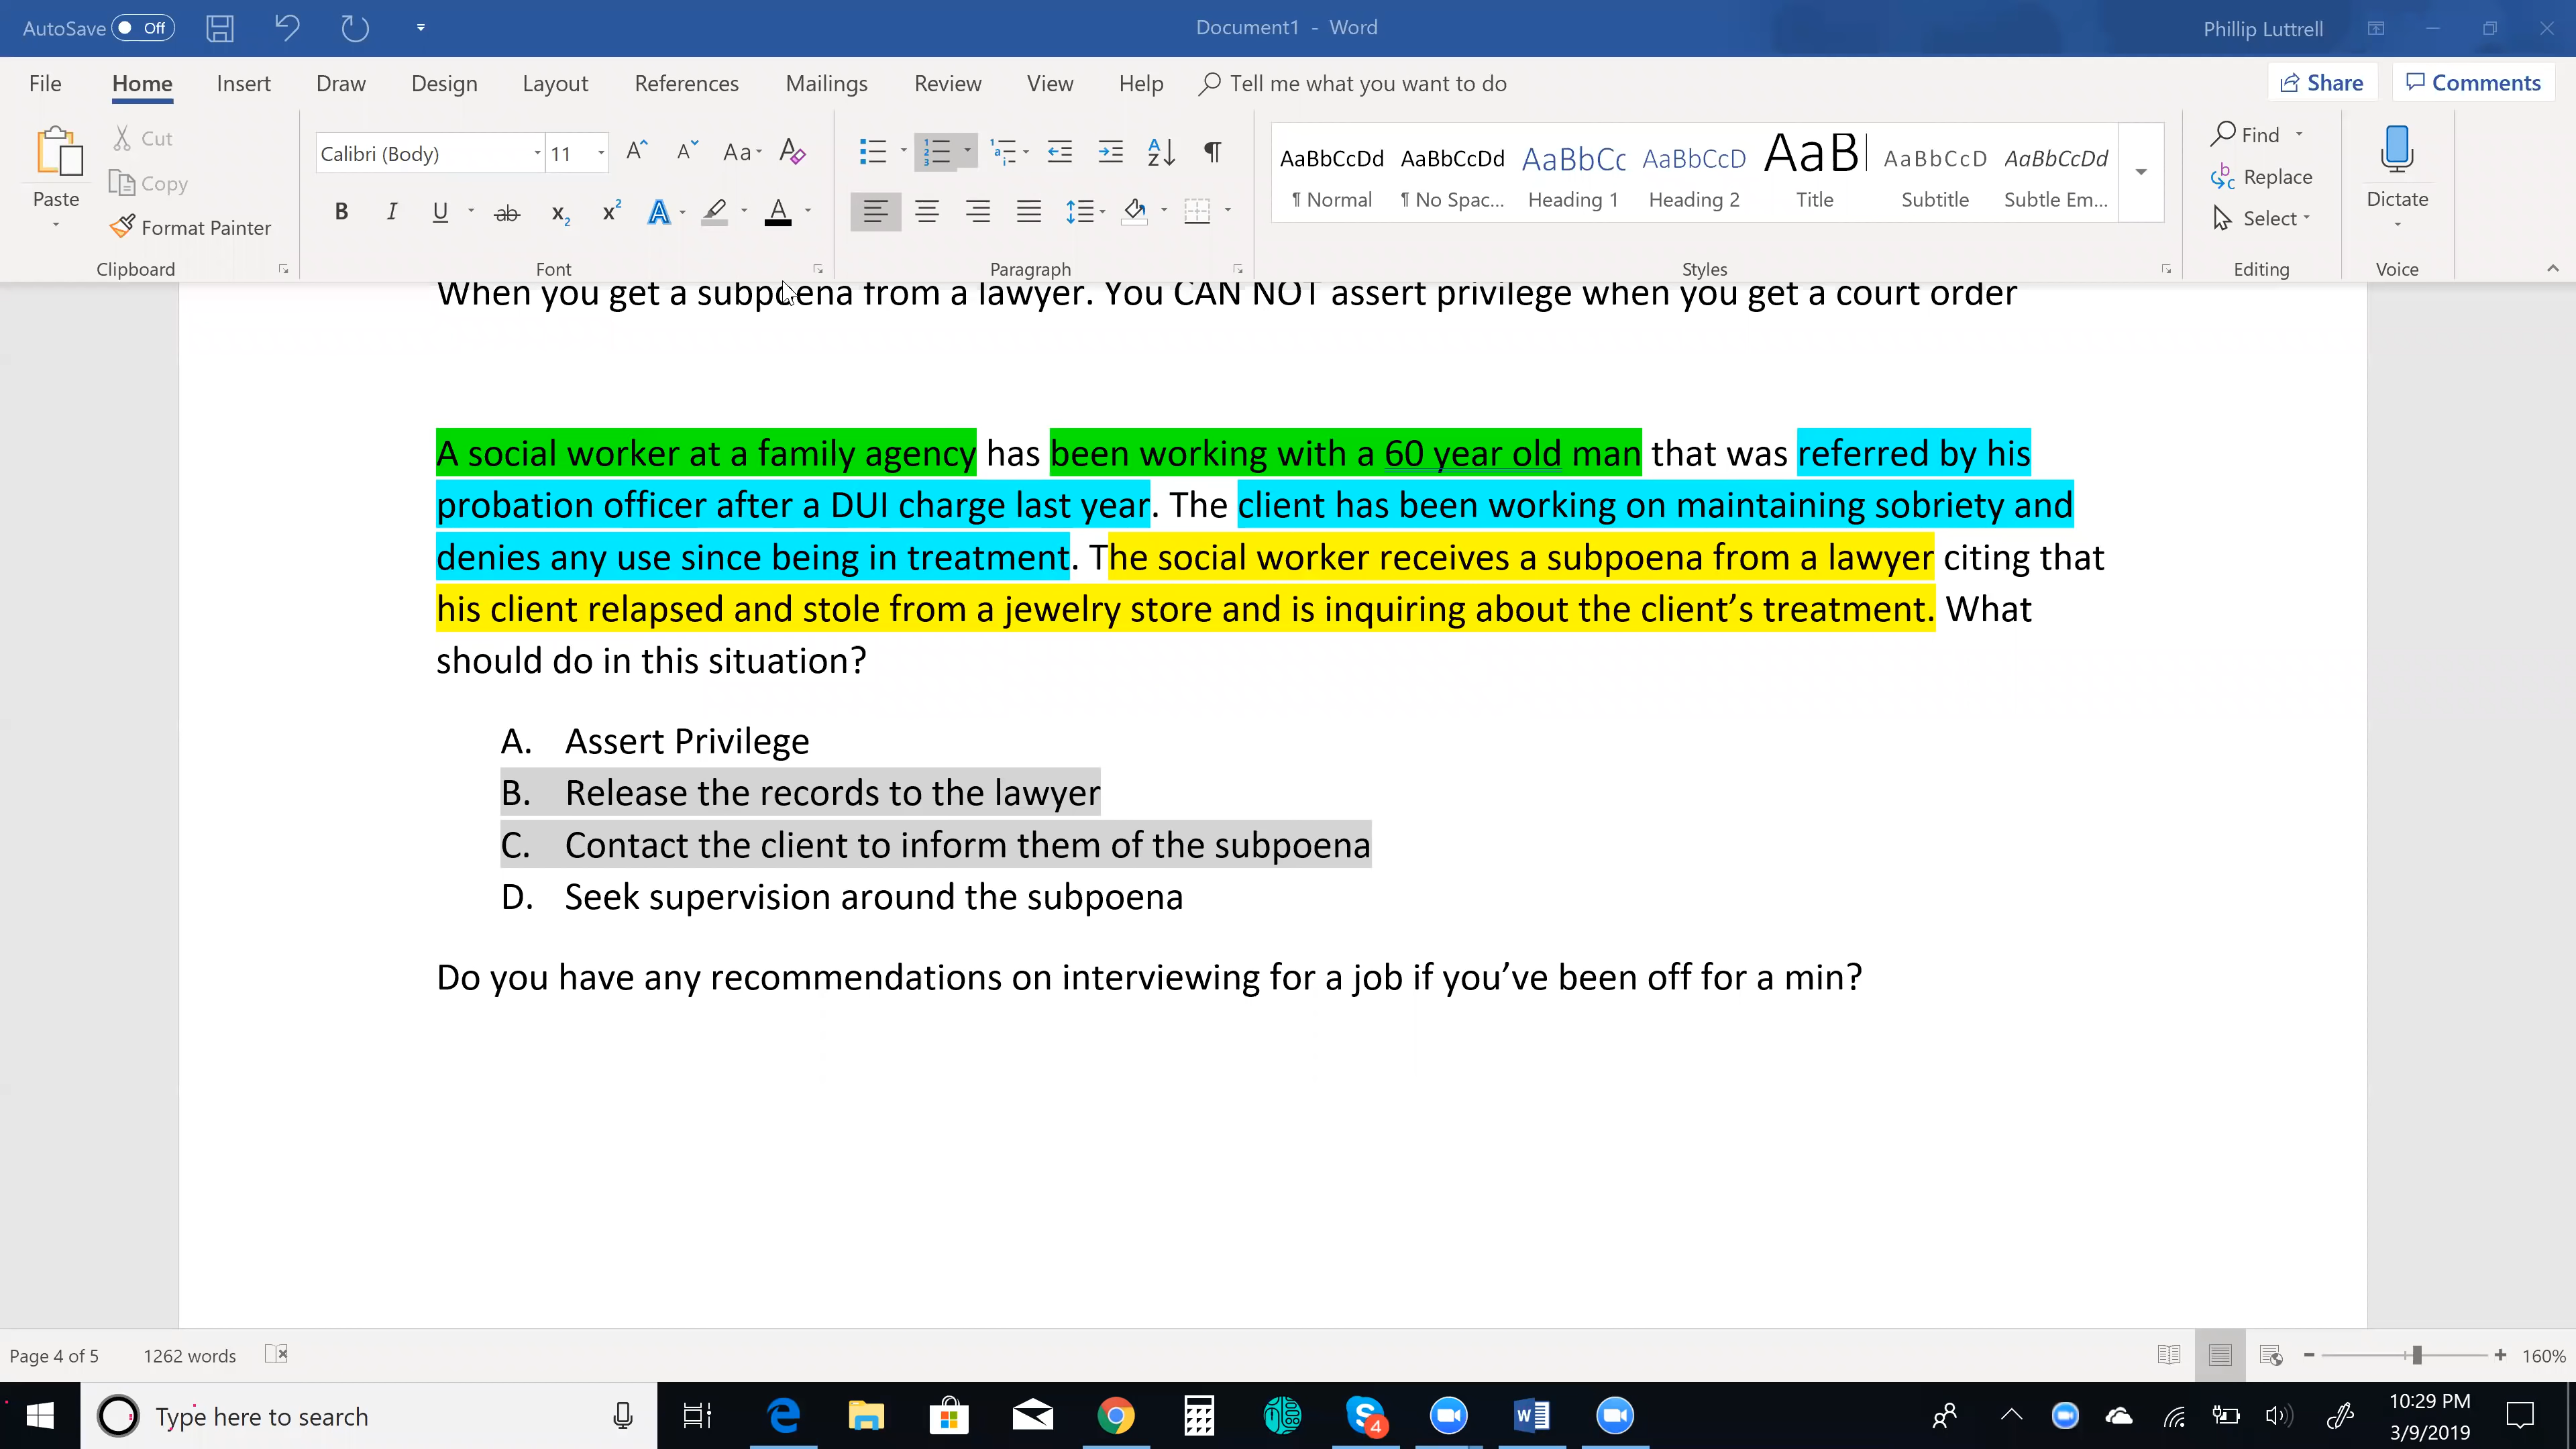 AutoSave Off Document1 - Word Phillip Luttrell
File Home Insert Draw Design Layout References Mailings Review View Help Tell me what you want to do Share Comments
Paste Cut Copy Format Painter Clipboard
Calibri (Body) 11 Font
Paragraph
AaBbCcDd AaBbCcDd AaBbCc AaBbCcD AaB AaBbCcD AaBbCcDd
¶ Normal ¶ No Spac... Heading 1 Heading 2 Title Subtitle Subtle Em...
Styles
Find Replace Select Editing
Dictate Voice
When you get a subpoena from a lawyer. You CAN NOT assert privilege when you get a court order
A social worker at a family agency has been working with a 60 year old man that was referred by his
probation officer after a DUI charge last year. The client has been working on maintaining sobriety and
denies any use since being in treatment. The social worker receives a subpoena from a lawyer citing that
his client relapsed and stole from a jewelry store and is inquiring about the client’s treatment. What
should do in this situation?
A. Assert Privilege
B. Release the records to the lawyer
C. Contact the client to inform them of the subpoena
D. Seek supervision around the subpoena
Do you have any recommendations on interviewing for a job if you’ve been off for a min?
Page 4 of 5 1262 words 160%
Type here to search 4 10:29 PM
3/9/2019